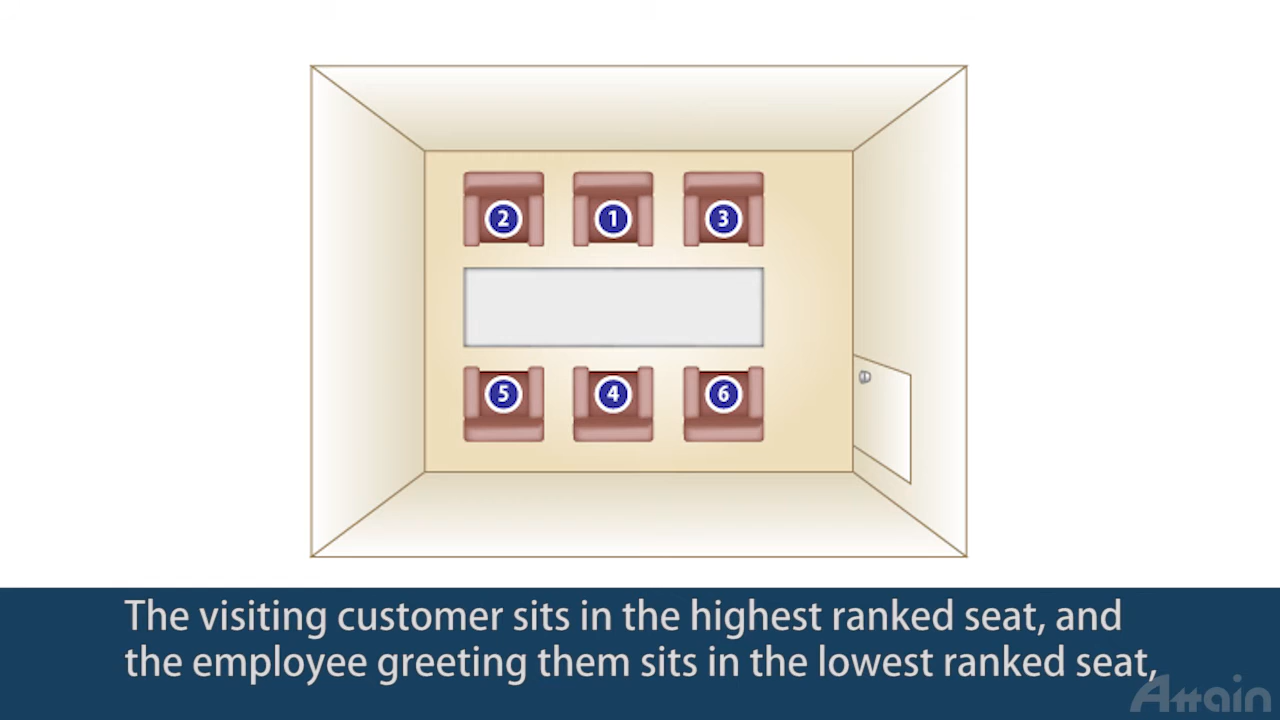 2 1 3
5 4 6
The visiting customer sits in the highest ranked seat, and
the employee greeting them sits in the lowest ranked seat,
Attain